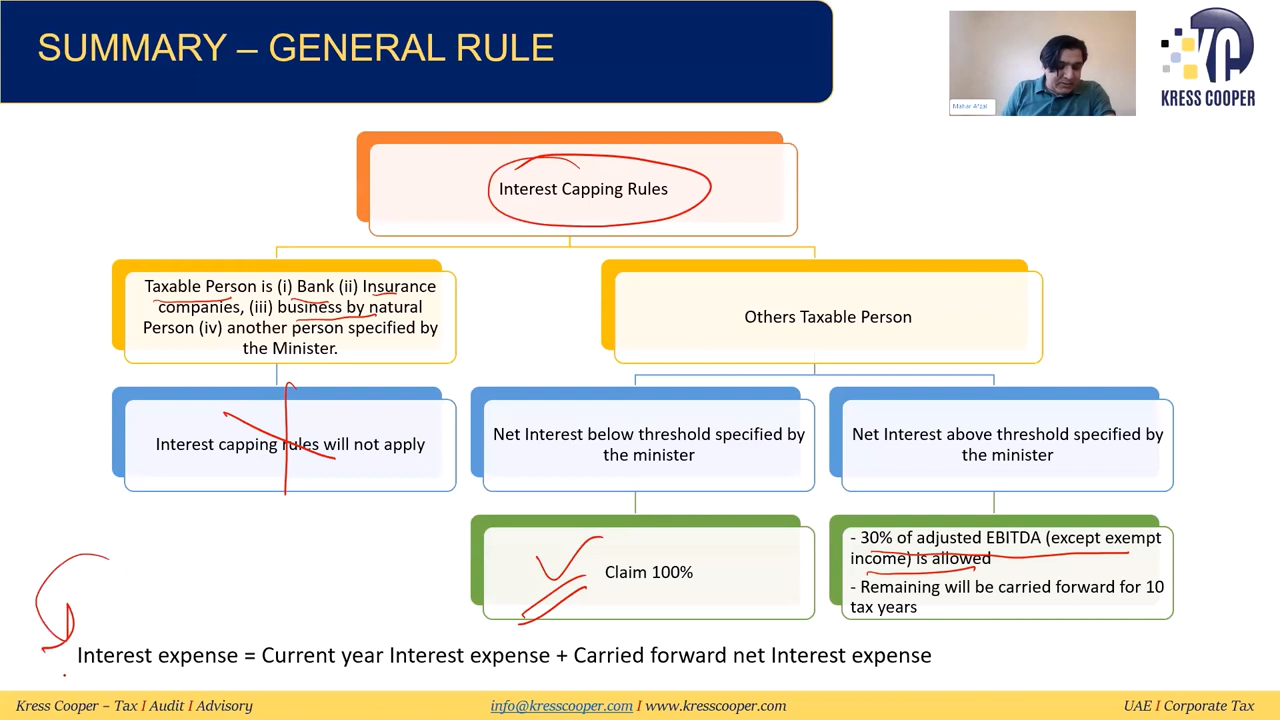 SUMMARY – GENERAL RULE
Mahar Afzal
KC
KRESS COOPER
Interest Capping Rules
Taxable Person is (i) Bank (ii) Insurance
companies, (iii) business by natural
Person (iv) another person specified by
the Minister.
Others Taxable Person
Interest capping rules will not apply
Net Interest below threshold specified by
the minister
Net Interest above threshold specified by
the minister
Claim 100%
- 30% of adjusted EBITDA (except exempt
income) is allowed
- Remaining will be carried forward for 10
tax years
Interest expense = Current year Interest expense + Carried forward net Interest expense
Kress Cooper – Tax I Audit I Advisory
info@kresscooper.com I www.kresscooper.com
UAE I Corporate Tax